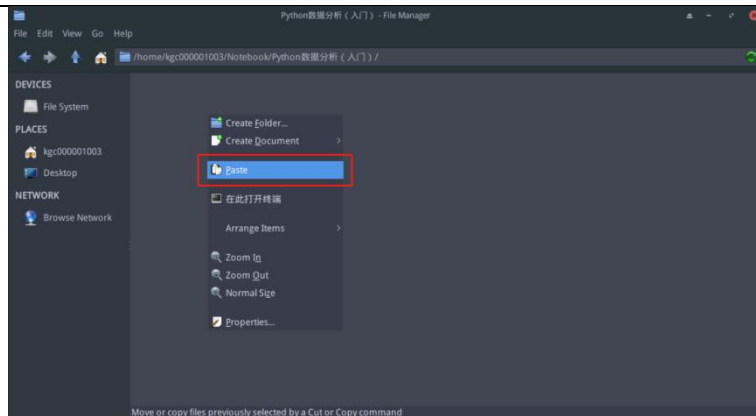 Python数据分析（入门） - File Manager
File Edit View Go Help
/home/kgc000001003/Notebook/Python数据分析（入门）/
DEVICES
File System
PLACES
kgc000001003
Desktop
NETWORK
Browse Network
Create Folder...
Create Document
Paste
在此打开终端
Arrange Items
Zoom In
Zoom Out
Normal Size
Properties...
Move or copy files previously selected by a Cut or Copy command